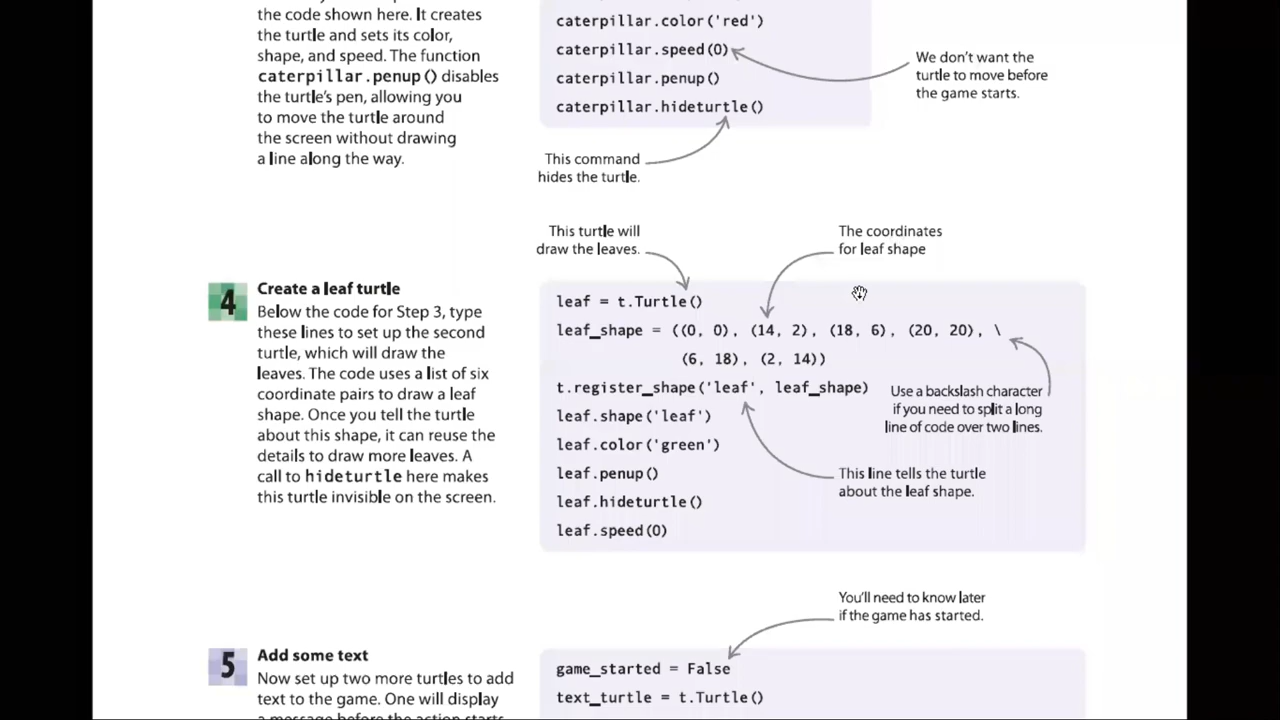 the code shown here. It creates
the turtle and sets its color,
shape, and speed. The function
caterpillar.penup() disables
the turtle's pen, allowing you
to move the turtle around
the screen without drawing
a line along the way.
caterpillar.color('red')
caterpillar.speed(0)
caterpillar.penup()
caterpillar.hideturtle()
We don't want the
turtle to move before
the game starts.
This command
hides the turtle.
This turtle will
draw the leaves.
The coordinates
for leaf shape
4
Create a leaf turtle
Below the code for Step 3, type
these lines to set up the second
turtle, which will draw the
leaves. The code uses a list of six
coordinate pairs to draw a leaf
shape. Once you tell the turtle
about this shape, it can reuse the
details to draw more leaves. A
call to hideturtle here makes
this turtle invisible on the screen.
leaf = t.Turtle()
leaf_shape = ((0, 0), (14, 2), (18, 6), (20, 20), \
(6, 18), (2, 14))
t.register_shape('leaf', leaf_shape)
leaf.shape('leaf')
leaf.color('green')
leaf.penup()
leaf.hideturtle()
leaf.speed(0)
Use a backslash character
if you need to split a long
line of code over two lines.
This line tells the turtle
about the leaf shape.
You'll need to know later
if the game has started.
5
Add some text
Now set up two more turtles to add
text to the game. One will display
a message before the action starts
game_started = False
text_turtle = t.Turtle()